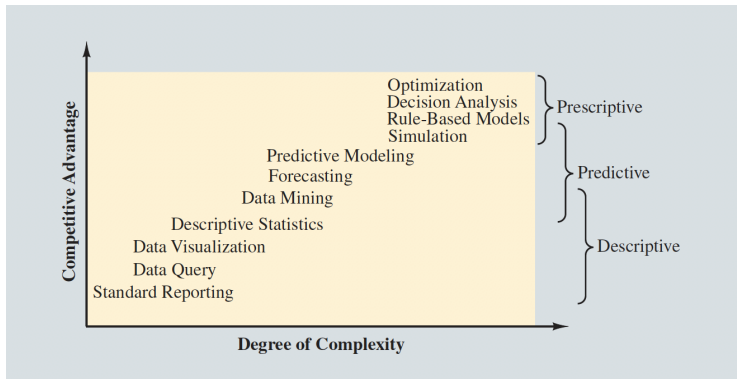 Competitive Advantage
Optimization
Decision Analysis
Rule-Based Models
Simulation
Prescriptive
Predictive Modeling
Forecasting
Data Mining
Predictive
Descriptive Statistics
Data Visualization
Data Query
Standard Reporting
Descriptive
Degree of Complexity